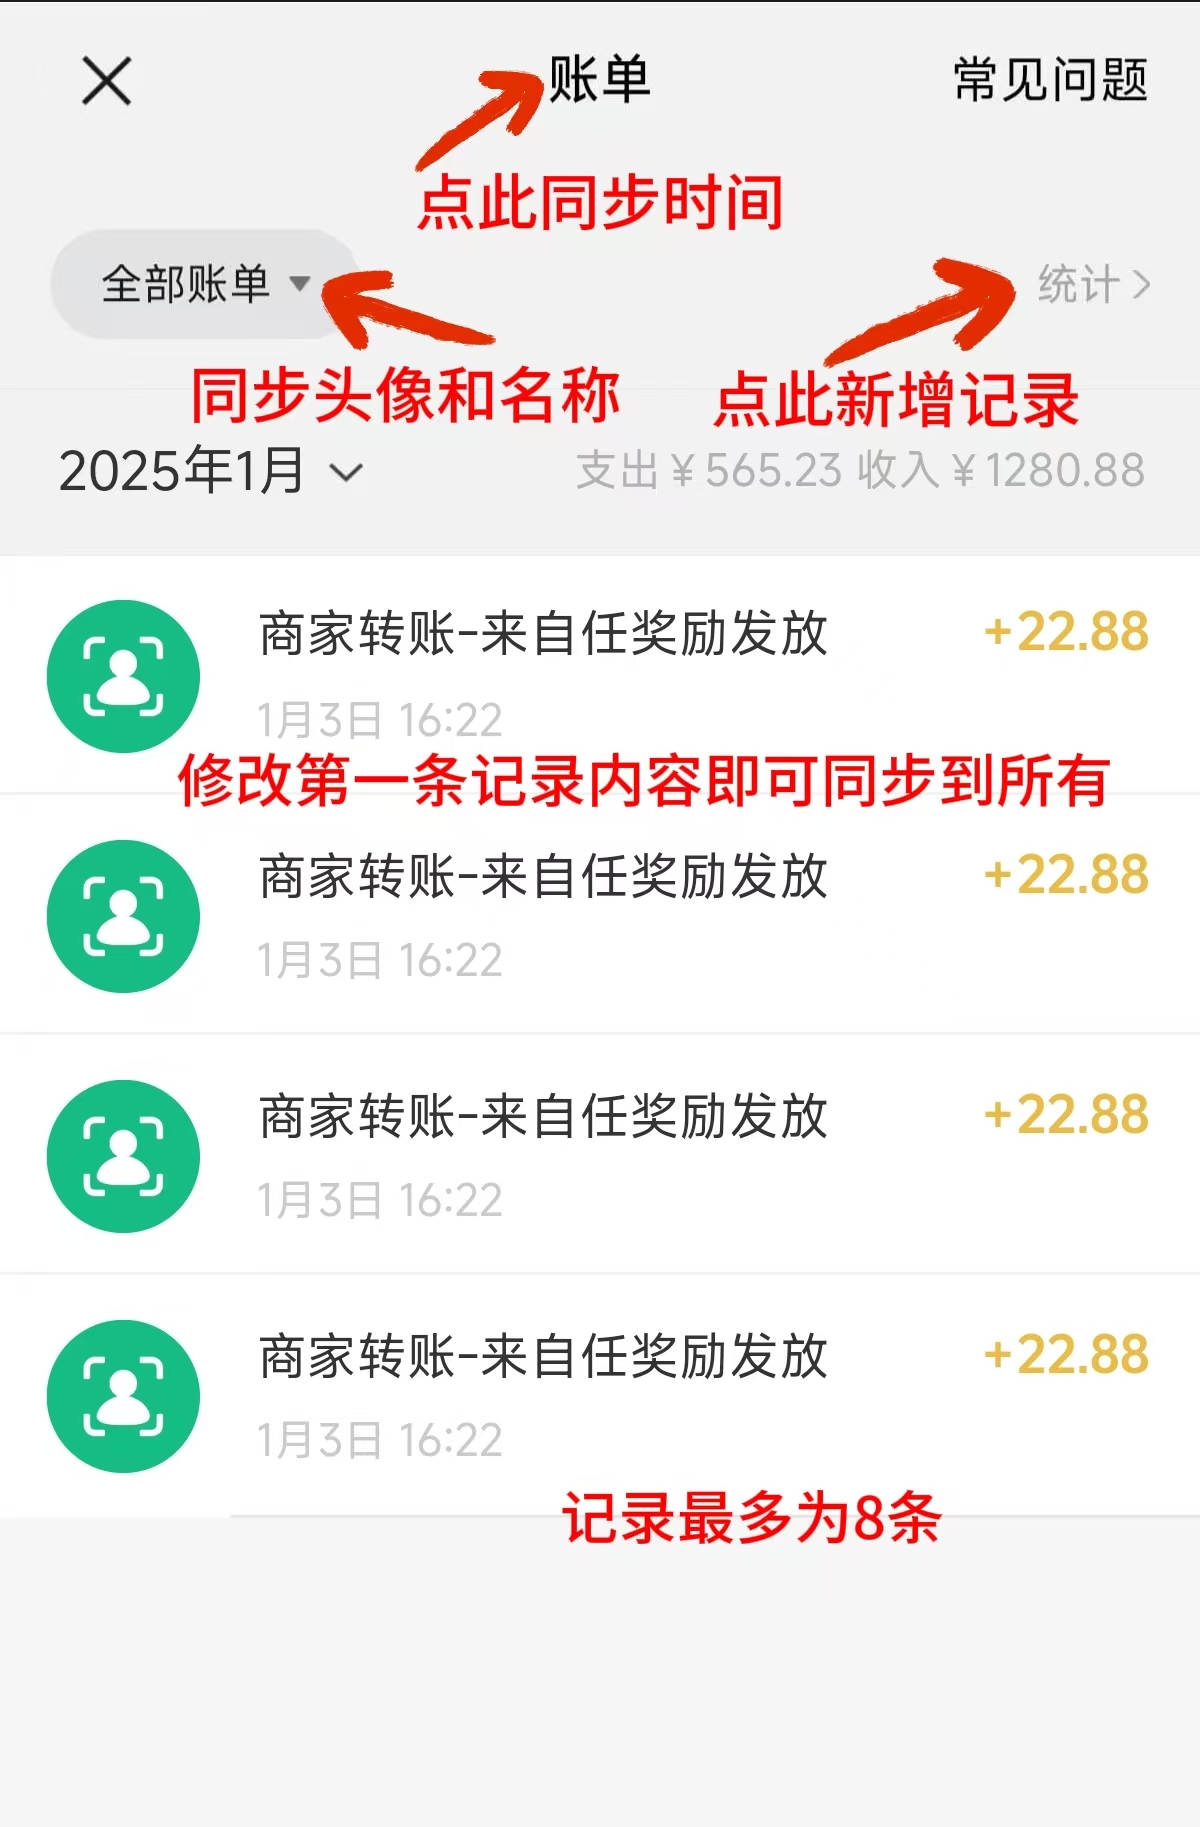 账单
常见问题
点此同步时间
全部账单
统计
同步头像和名称
点此新增记录
2025年1月
支出¥565.23 收入¥1280.88
商家转账-来自任奖励发放
+22.88
1月3日 16:22
修改第一条记录内容即可同步到所有
商家转账-来自任奖励发放
+22.88
1月3日 16:22
商家转账-来自任奖励发放
+22.88
1月3日 16:22
商家转账-来自任奖励发放
+22.88
1月3日 16:22
记录最多为8条